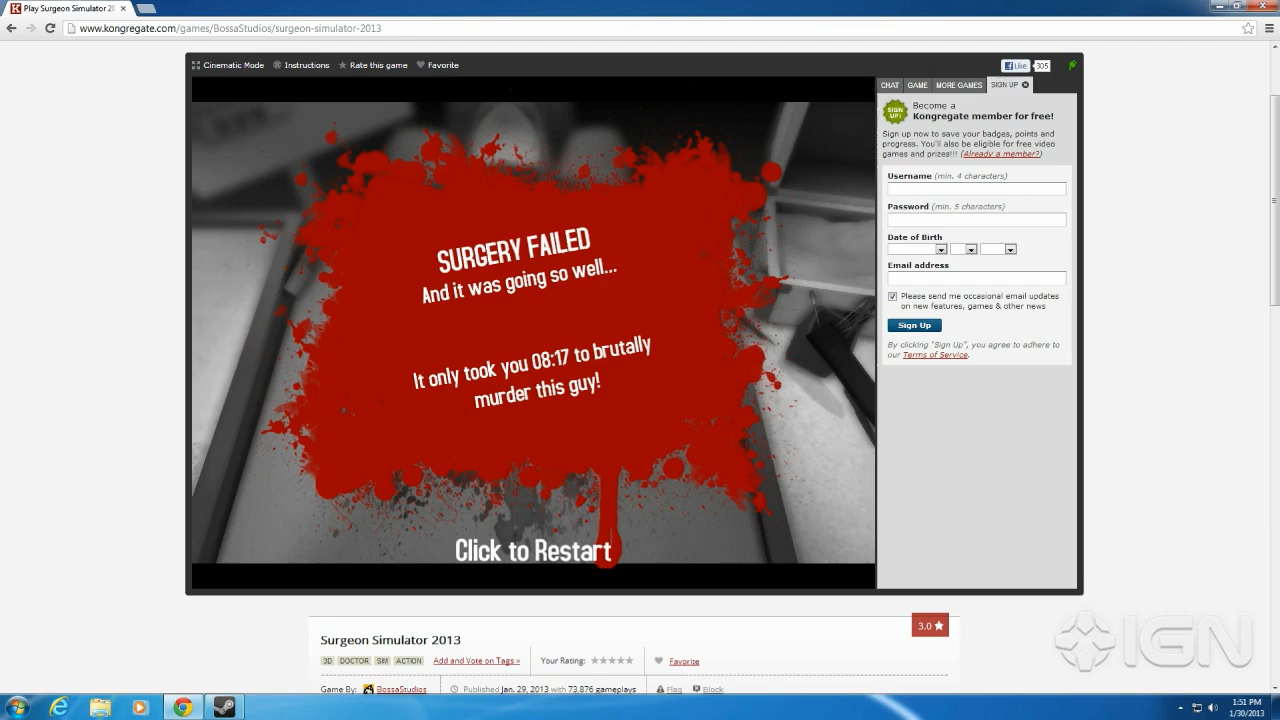 Play Surgeon Simulator 20
www.kongregate.com/games/BossaStudios/surgeon-simulator-2013
Cinematic Mode
Instructions
Rate this game
Favorite
Like
305
CHAT
GAME
MORE GAMES
SIGN UP
SURGERY FAILED
And it was going so well...
It only took you 08:17 to brutally
murder this guy!
Click to Restart
SIGN UP!
Become a
Kongregate member for free!
Sign up now to save your badges, points and
progress. You'll also be eligible for free video
games and prizes!!! (Already a member?)
Username (min. 4 characters)
Password (min. 5 characters)
Date of Birth
Email address
Please send me occasional email updates
on new features, games & other news
Sign Up
By clicking "Sign Up", you agree to adhere to
our Terms of Service.
Surgeon Simulator 2013
3.0
3D
DOCTOR
SIM
ACTION
Add and Vote on Tags »
Your Rating:
Favorite
Game By: BossaStudios
Published Jan. 29, 2013 with 73,876 gameplays
Flag
Block
IGN
1:51 PM
1/30/2013